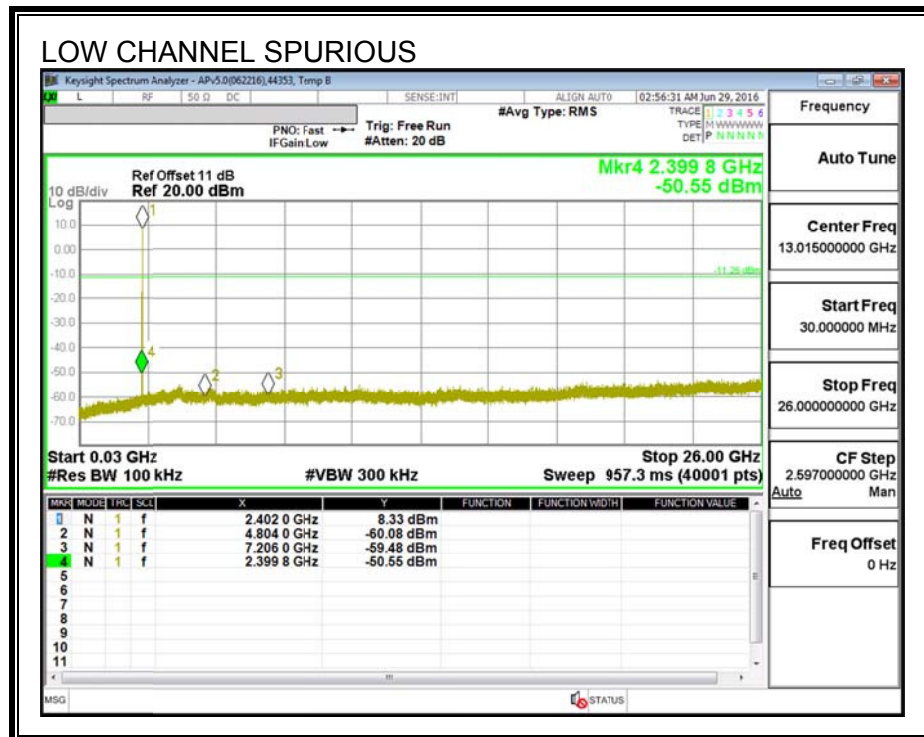 LOW CHANNEL SPURIOUS
Keysight Spectrum Analyzer - APv5.0(062216),44353, Temp B
L RF 50 Ω DC SENSE:INT ALIGN AUTO 02:56:31 AM Jun 29, 2016
PNO: Fast
IFGain:Low
Trig: Free Run
#Atten: 20 dB
#Avg Type: RMS
TRACE 1 2 3 4 5 6
TYPE M WWWWW
DET P N N N N N
Mkr4 2.399 8 GHz
-50.55 dBm
Ref Offset 11 dB
10 dB/div Ref 20.00 dBm
Log
10.0
0.00
-10.0
-20.0
-30.0
-40.0
-50.0
-60.0
-70.0
-11.26 dBm
1
4
2
3
Start 0.03 GHz Stop 26.00 GHz
#Res BW 100 kHz #VBW 300 kHz Sweep 957.3 ms (40001 pts)
MKR MODE TRC SCL X Y FUNCTION FUNCTION WIDTH FUNCTION VALUE
1 N 1 f 2.402 0 GHz 8.33 dBm
2 N 1 f 4.804 0 GHz -60.08 dBm
3 N 1 f 7.206 0 GHz -59.48 dBm
4 N 1 f 2.399 8 GHz -50.55 dBm
5
6
7
8
9
10
11
MSG STATUS
Frequency
Auto Tune
Center Freq
13.015000000 GHz
Start Freq
30.000000 MHz
Stop Freq
26.000000000 GHz
CF Step
2.597000000 GHz
Auto Man
Freq Offset
0 Hz